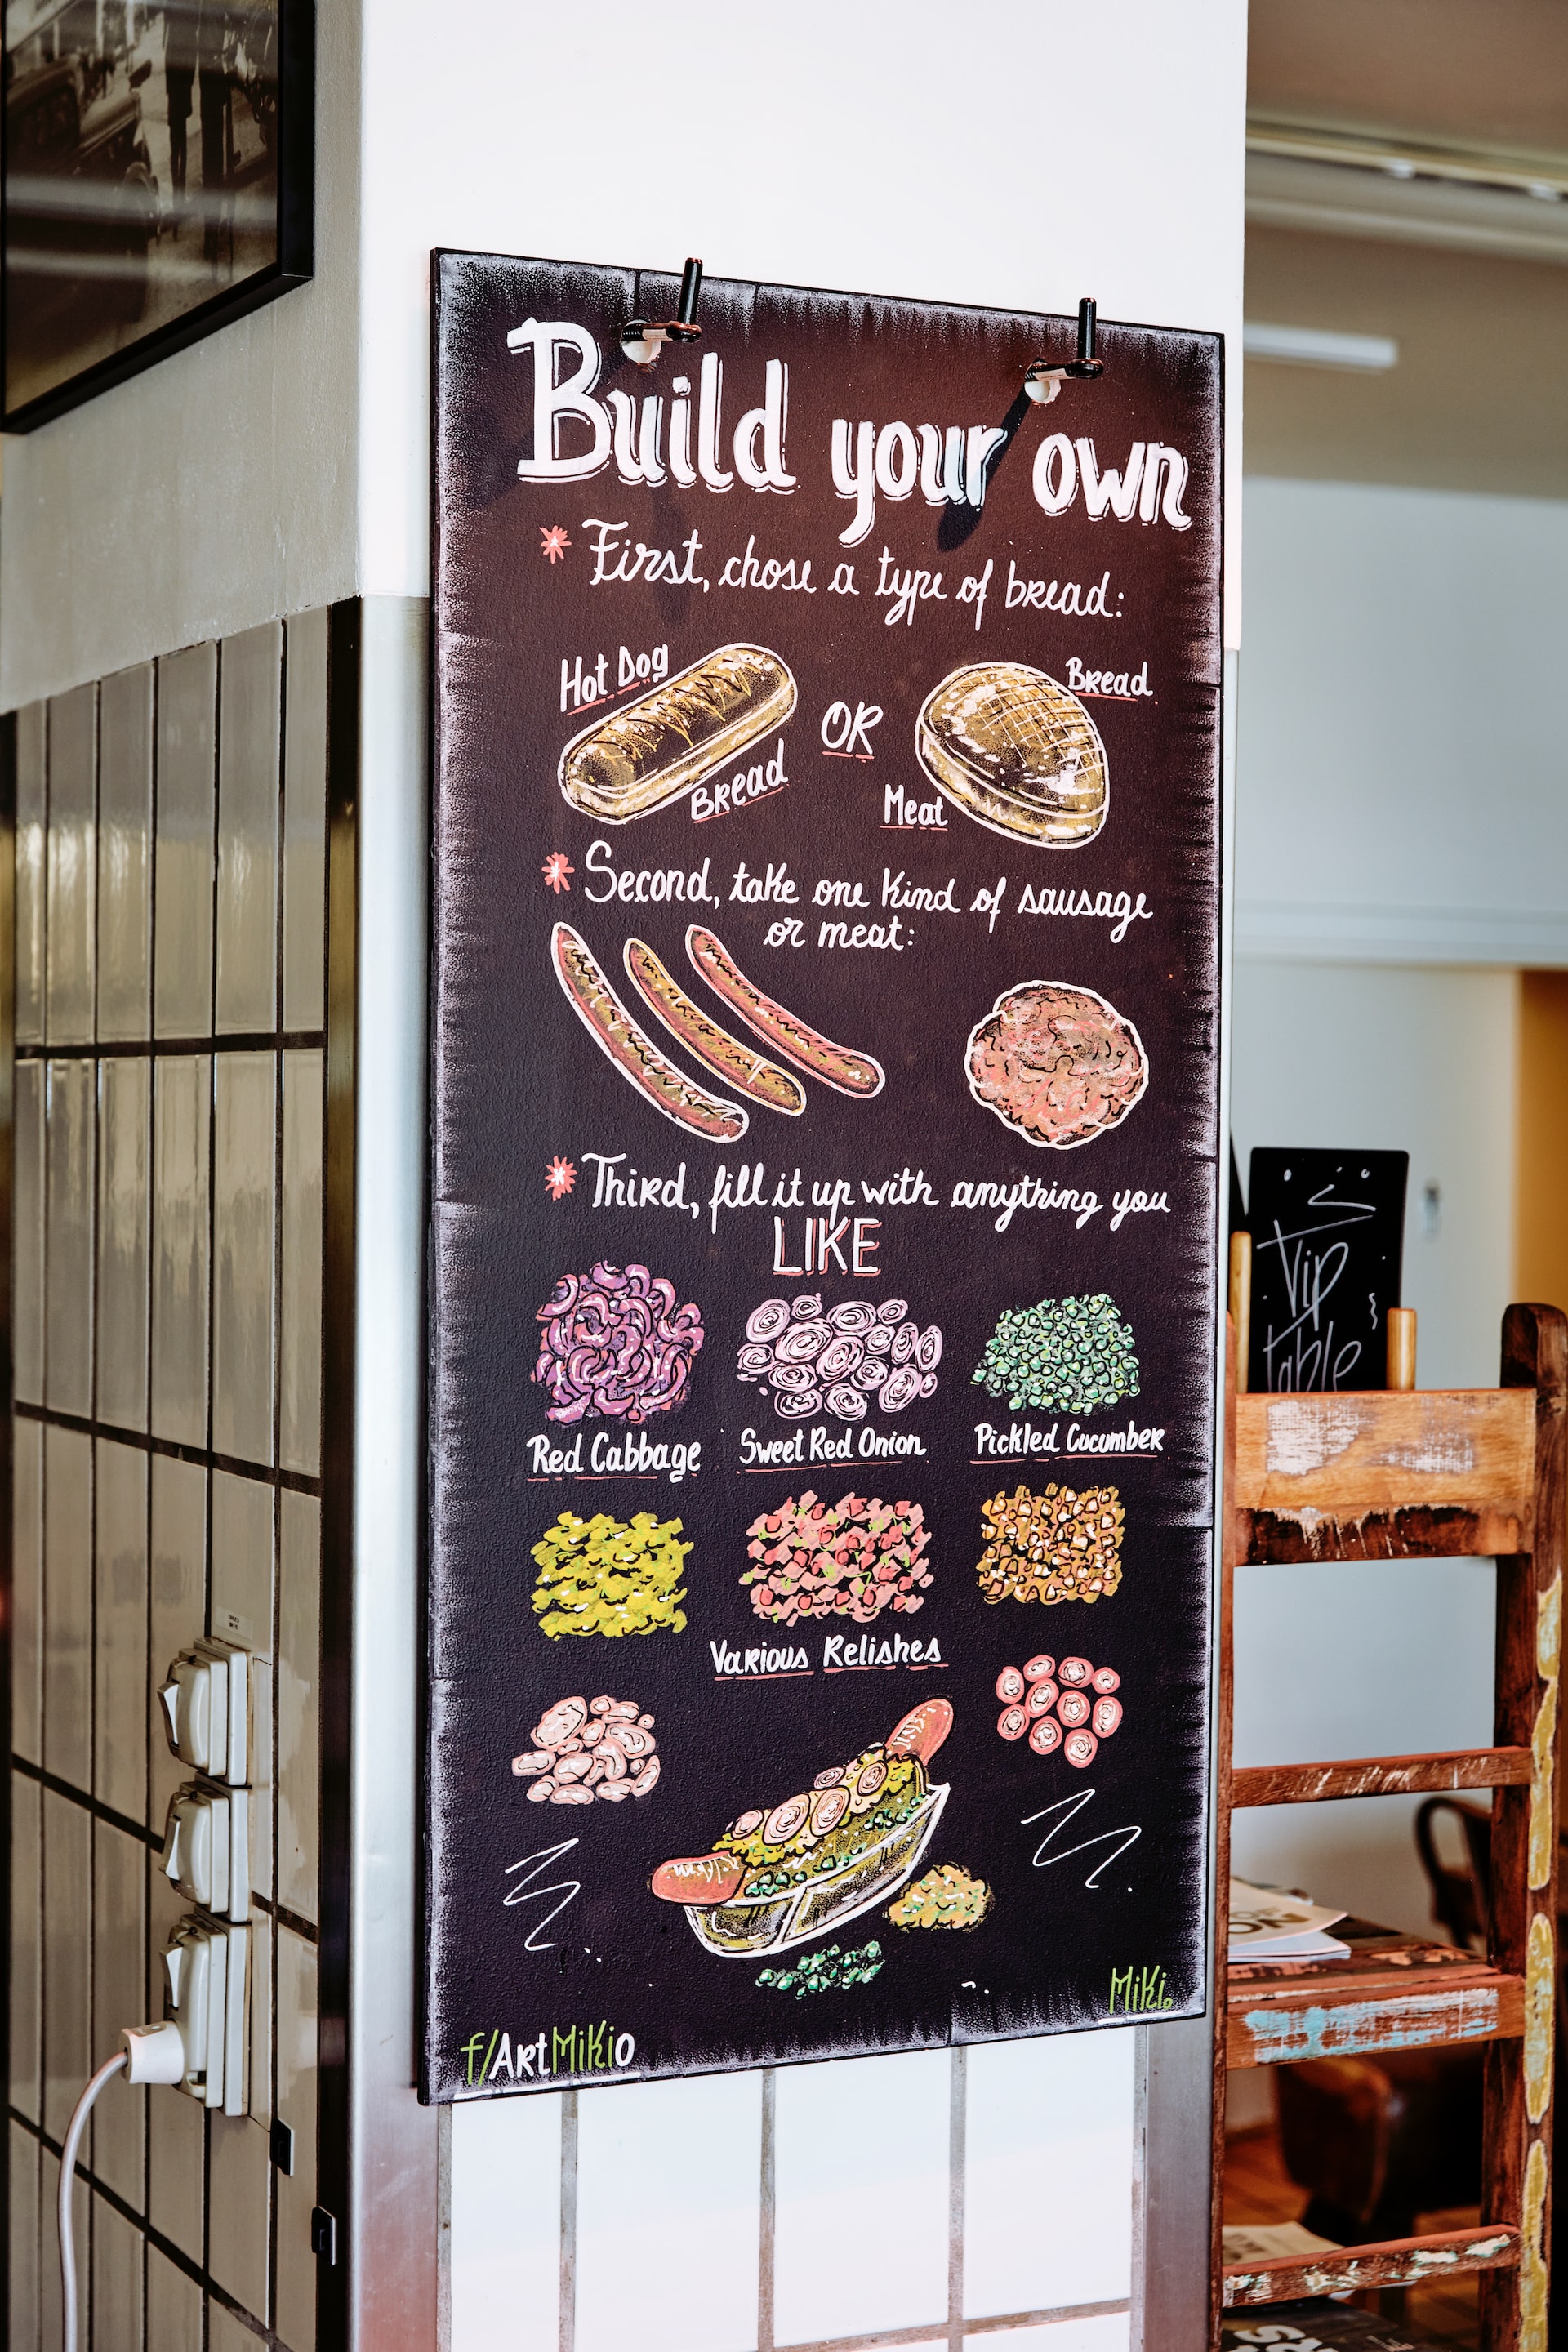 Build your own
* First, chose a type of bread:
Hot Dog
Bread
OR
Bread
Meat
* Second, take one kind of sausage
or meat:
* Third, fill it up with anything you
LIKE
Red Cabbage
Sweet Red Onion
Pickled Cucumber
Various Relishes
Miki
f/ArtMikio
Vip
table